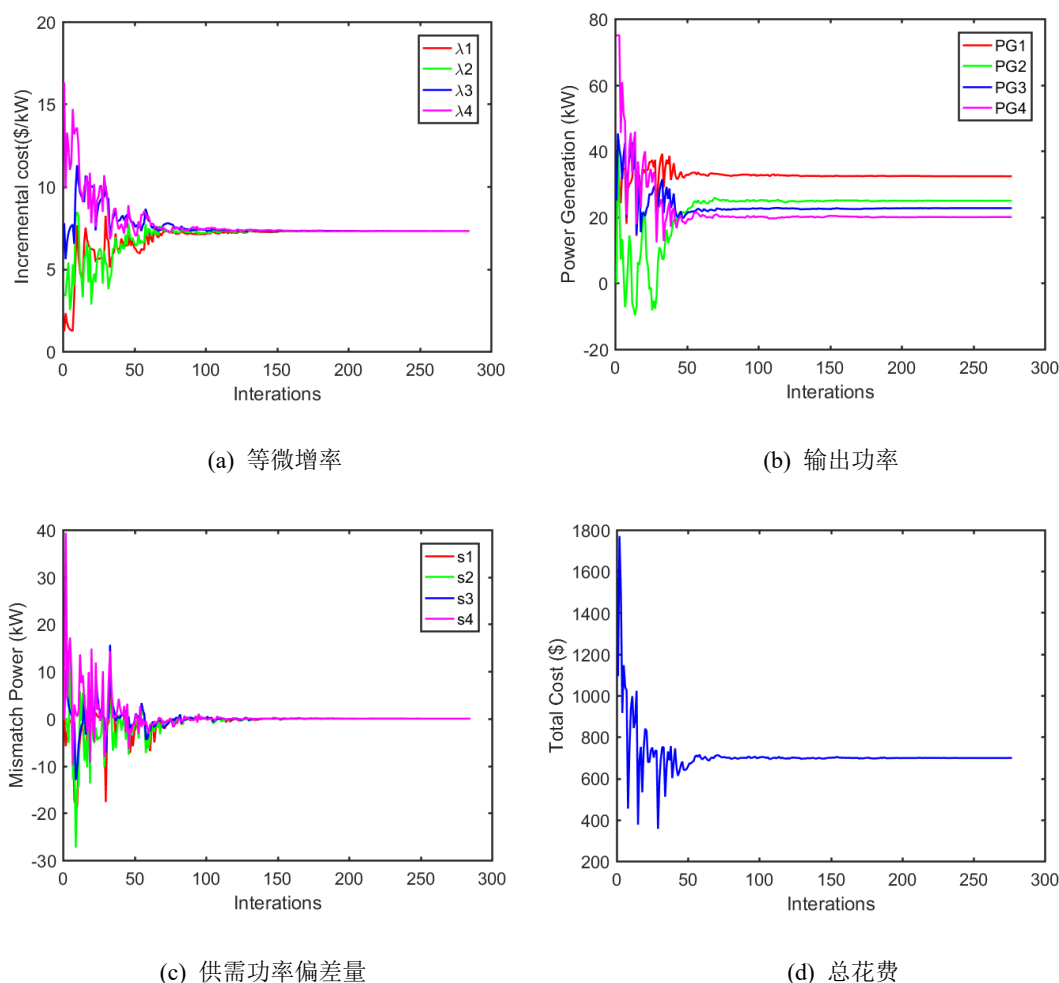 20
15
10
5
0
Incremental cost($/kW)
λ1
λ2
λ3
λ4
0 50 100 150 200 250 300
Interations
(a) 等微增率
80
60
40
20
0
-20
Power Generation (kW)
PG1
PG2
PG3
PG4
0 50 100 150 200 250 300
Interations
(b) 输出功率
40
30
20
10
0
-10
-20
-30
Mismatch Power (kW)
s1
s2
s3
s4
0 50 100 150 200 250 300
Interations
(c) 供需功率偏差量
1800
1600
1400
1200
1000
800
600
400
200
Total Cost ($)
0 50 100 150 200 250 300
Interations
(d) 总花费